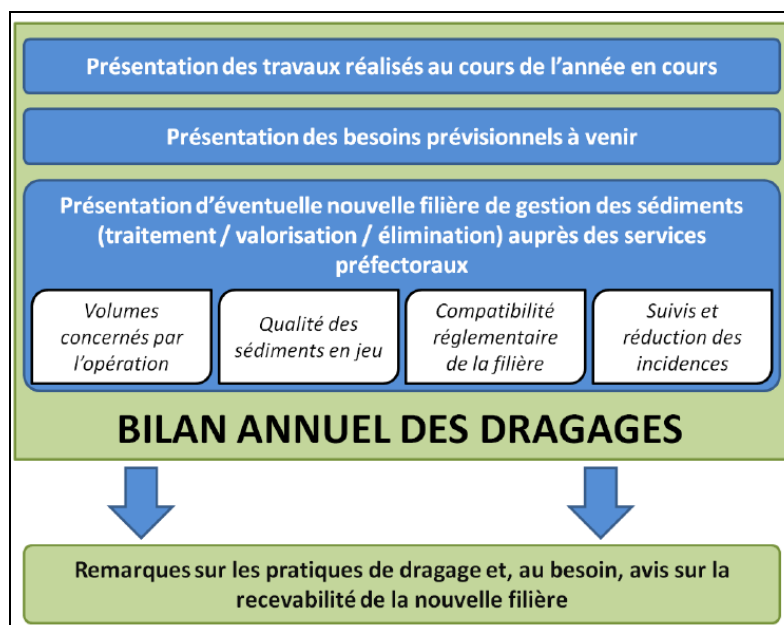 Présentation des travaux réalisés au cours de l'année en cours
Présentation des besoins prévisionnels à venir
Présentation d'éventuelle nouvelle filière de gestion des sédiments
(traitement / valorisation / élimination) auprès des services
préfectoraux
Volumes
concernés par
l'opération
Qualité des
sédiments en jeu
Compatibilité
réglementaire
de la filière
Suivis et
réduction des
incidences
BILAN ANNUEL DES DRAGAGES
Remarques sur les pratiques de dragage et, au besoin, avis sur la
recevabilité de la nouvelle filière